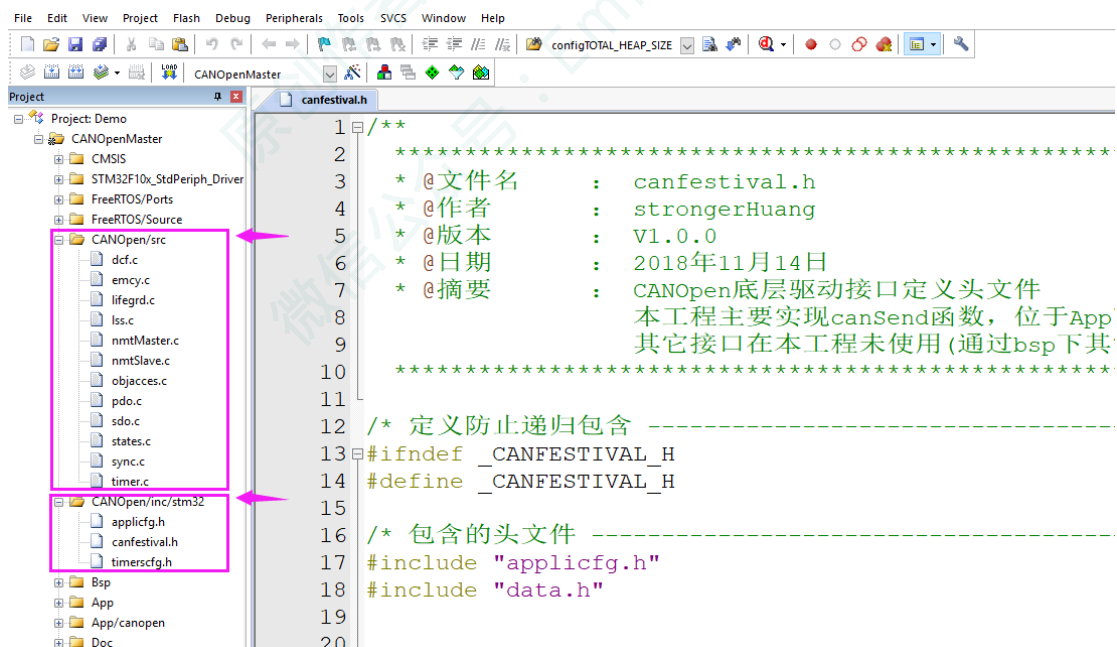 File Edit View Project Flash Debug Peripherals Tools SVCS Window Help
configTOTAL_HEAP_SIZE
LOAD
CANOpenMaster
Project
canfestival.h
Project: Demo
CANOpenMaster
CMSIS
STM32F10x_StdPeriph_Driver
FreeRTOS/Ports
FreeRTOS/Source
CANOpen/src
dcf.c
emcy.c
lifegrd.c
lss.c
nmtMaster.c
nmtSlave.c
objacces.c
pdo.c
sdo.c
states.c
sync.c
timer.c
CANOpen/inc/stm32
applicfg.h
canfestival.h
timerscfg.h
Bsp
App
App/canopen
Doc
1 /**
2 ***************************************************
3 * @文件名 : canfestival.h
4 * @作者 : strongerHuang
5 * @版本 : V1.0.0
6 * @日期 : 2018年11月14日
7 * @摘要 : CANOpen底层驱动接口定义头文件
8 本工程主要实现canSend函数，位于App
9 其它接口在本工程未使用(通过bsp下其
10 ***************************************************
11
12 /* 定义防止递归包含 ----------------------------------
13 #ifndef _CANFESTIVAL_H
14 #define _CANFESTIVAL_H
15
16 /* 包含的头文件 --------------------------------------
17 #include "applicfg.h"
18 #include "data.h"
19
20
微信公众号